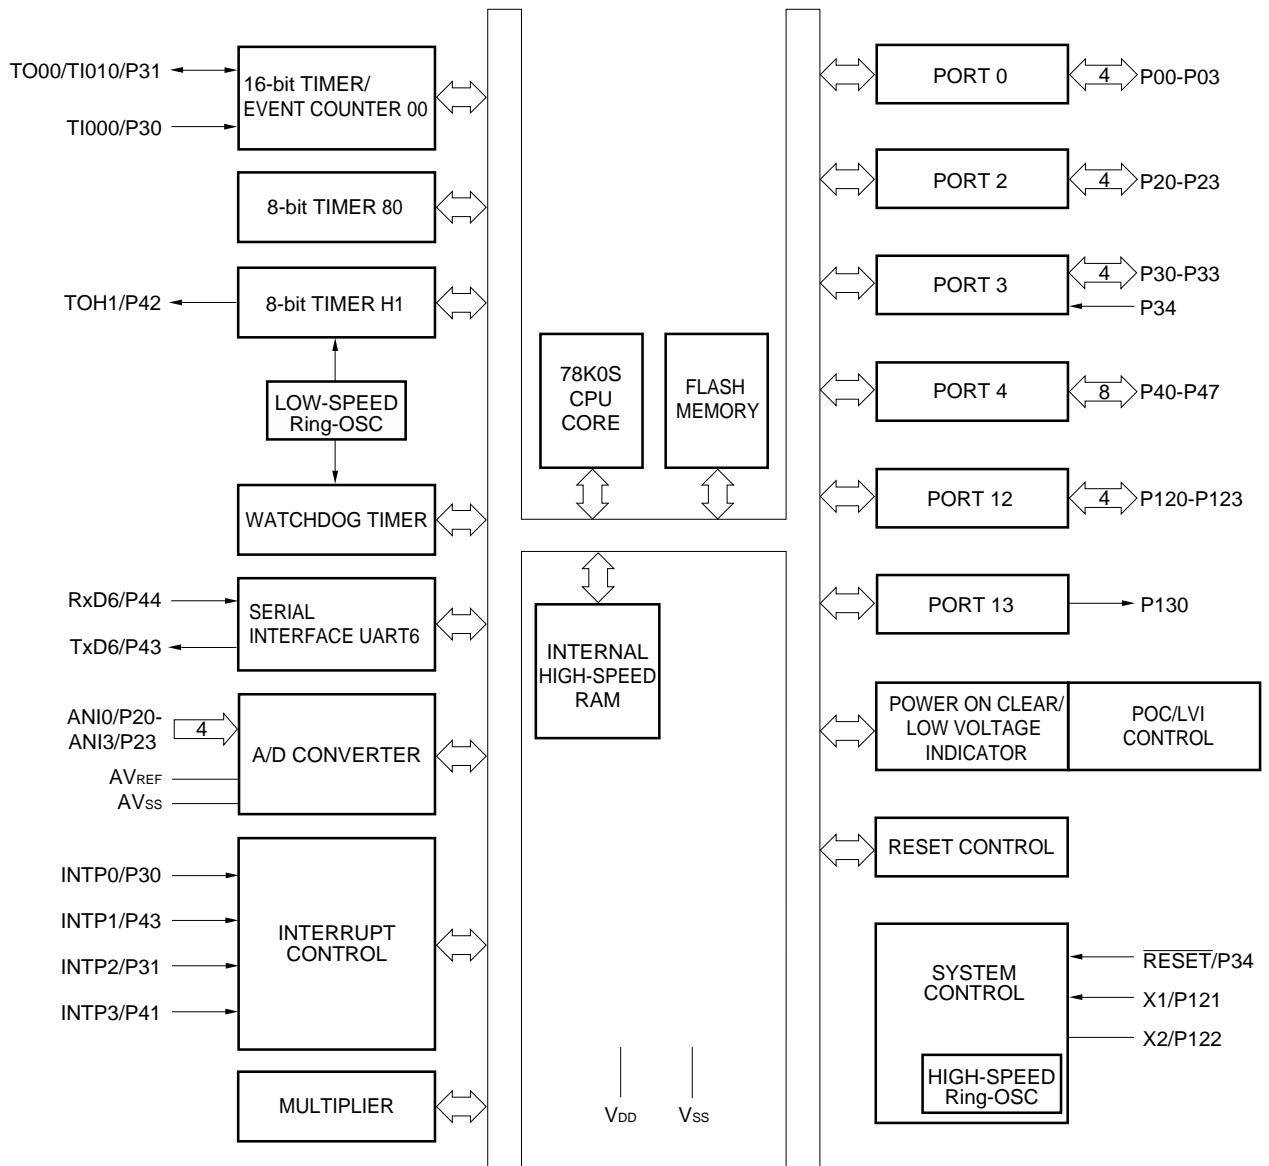 TO00/TI010/P31
TI000/P30
16-bit TIMER/
EVENT COUNTER 00
8-bit TIMER 80
TOH1/P42
8-bit TIMER H1
LOW-SPEED
Ring-OSC
WATCHDOG TIMER
RxD6/P44
TxD6/P43
SERIAL
INTERFACE UART6
ANI0/P20-
ANI3/P23
4
AVREF
AVSS
A/D CONVERTER
INTP0/P30
INTP1/P43
INTP2/P31
INTP3/P41
INTERRUPT
CONTROL
MULTIPLIER
78K0S
CPU
CORE
FLASH
MEMORY
INTERNAL
HIGH-SPEED
RAM
VDD
VSS
PORT 0
4
P00-P03
PORT 2
4
P20-P23
PORT 3
4
P30-P33
P34
PORT 4
8
P40-P47
PORT 12
4
P120-P123
PORT 13
P130
POWER ON CLEAR/
LOW VOLTAGE
INDICATOR
POC/LVI
CONTROL
RESET CONTROL
SYSTEM
CONTROL
RESET/P34
X1/P121
X2/P122
HIGH-SPEED
Ring-OSC